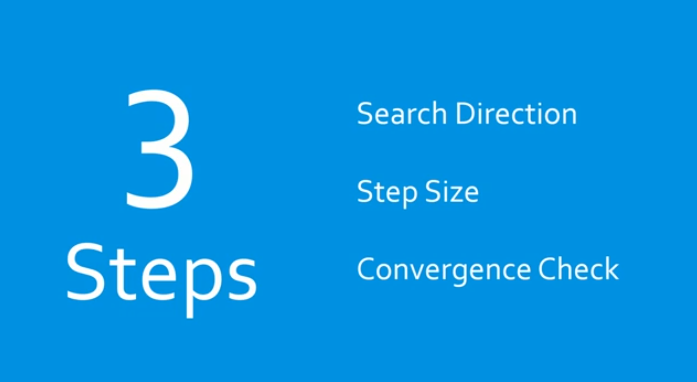 3
Steps
Search Direction
Step Size
Convergence Check